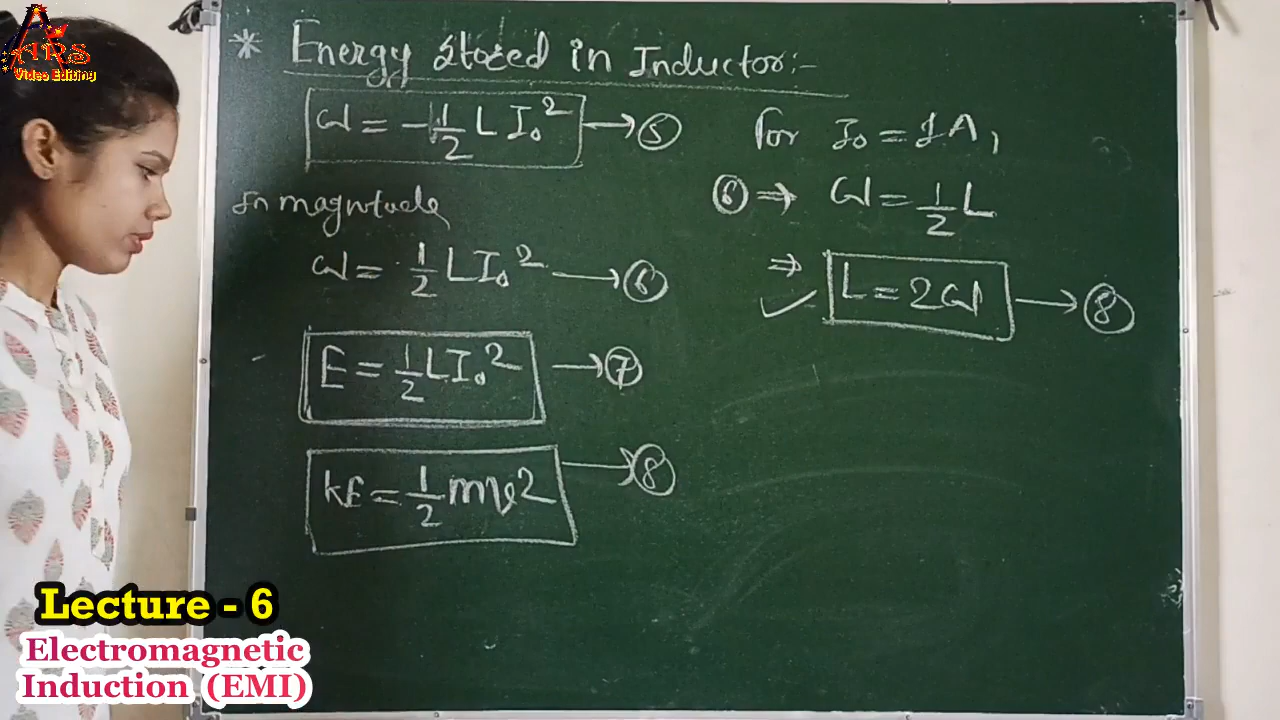 ARS
Video Editing
* Energy stored in Inductor:-
W = -1/2 L I₀² → (5)
In magnitude
W = 1/2 L I₀² → (6)
E = 1/2 L I₀² → (7)
KE = 1/2 mv² → (8)
for I₀ = 1A,
(6) ⇒ W = 1/2 L
⇒ L = 2W → (8)
Lecture - 6
Electromagnetic
Induction (EMI)